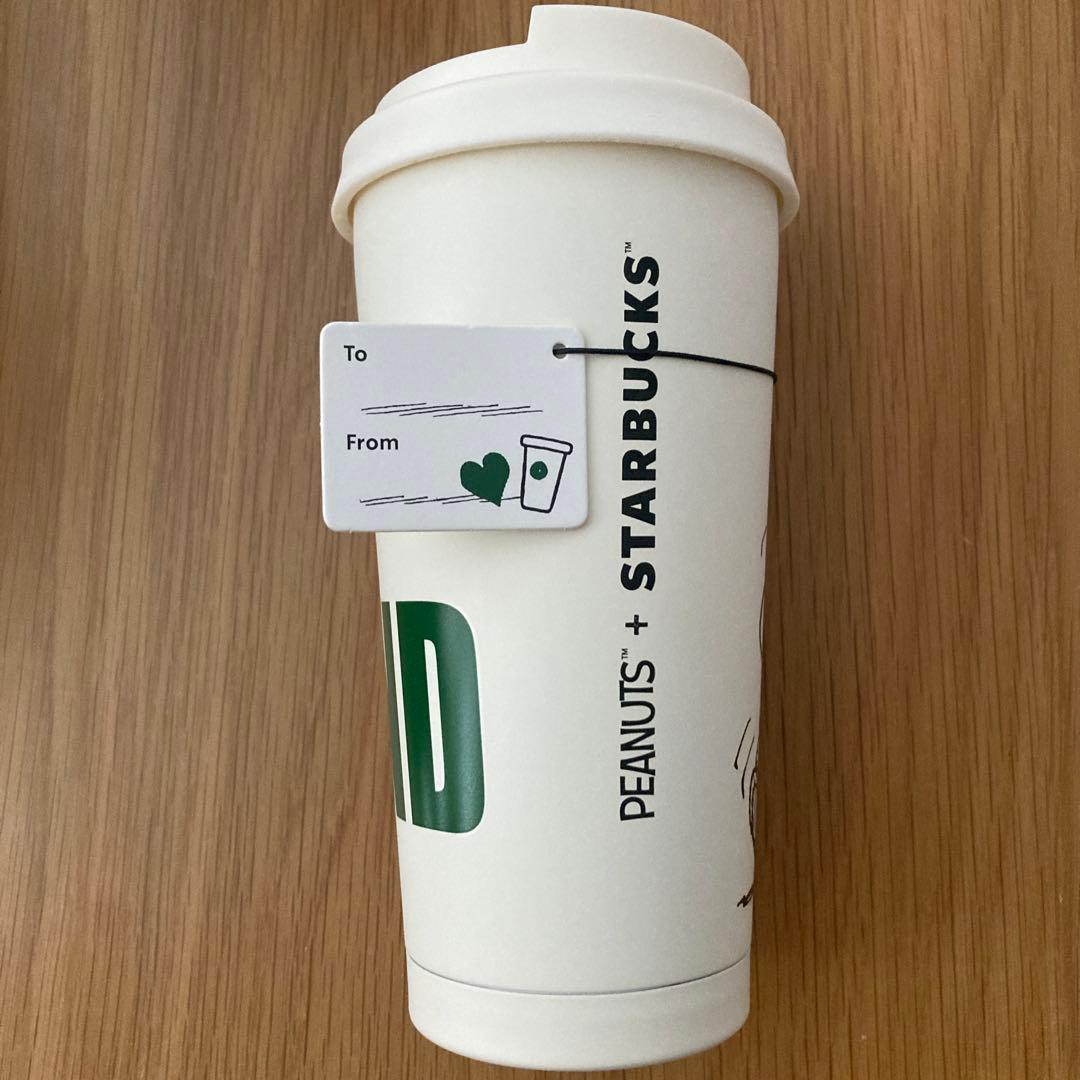 To
From
PEANUTS™ + STARBUCKS™